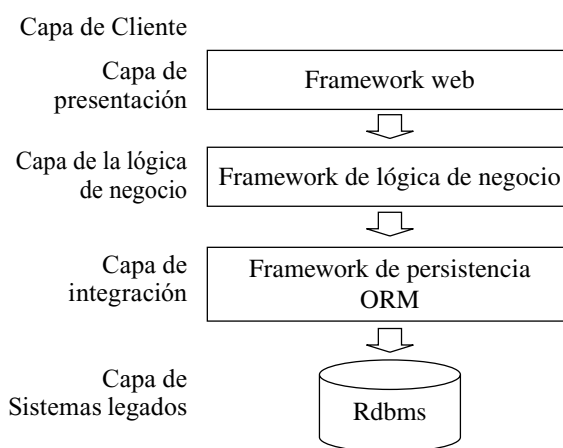 Capa de Cliente
Capa de
presentación
Framework web
Capa de la lógica
de negocio
Framework de lógica de negocio
Capa de
integración
Framework de persistencia
ORM
Capa de
Sistemas legados
Rdbms